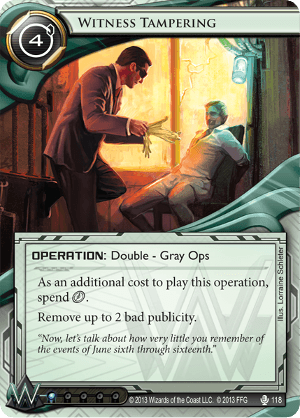 4
WITNESS TAMPERING
OPERATION: Double - Gray Ops
As an additional cost to play this operation,
spend.
Remove up to 2 bad publicity.
"Now, let's talk about how very little you remember of
the events of June sixth through sixteenth."
Illus. Lorraine Schleter
© 2013 Wizards of the Coast LLC. © 2013 FFG 118